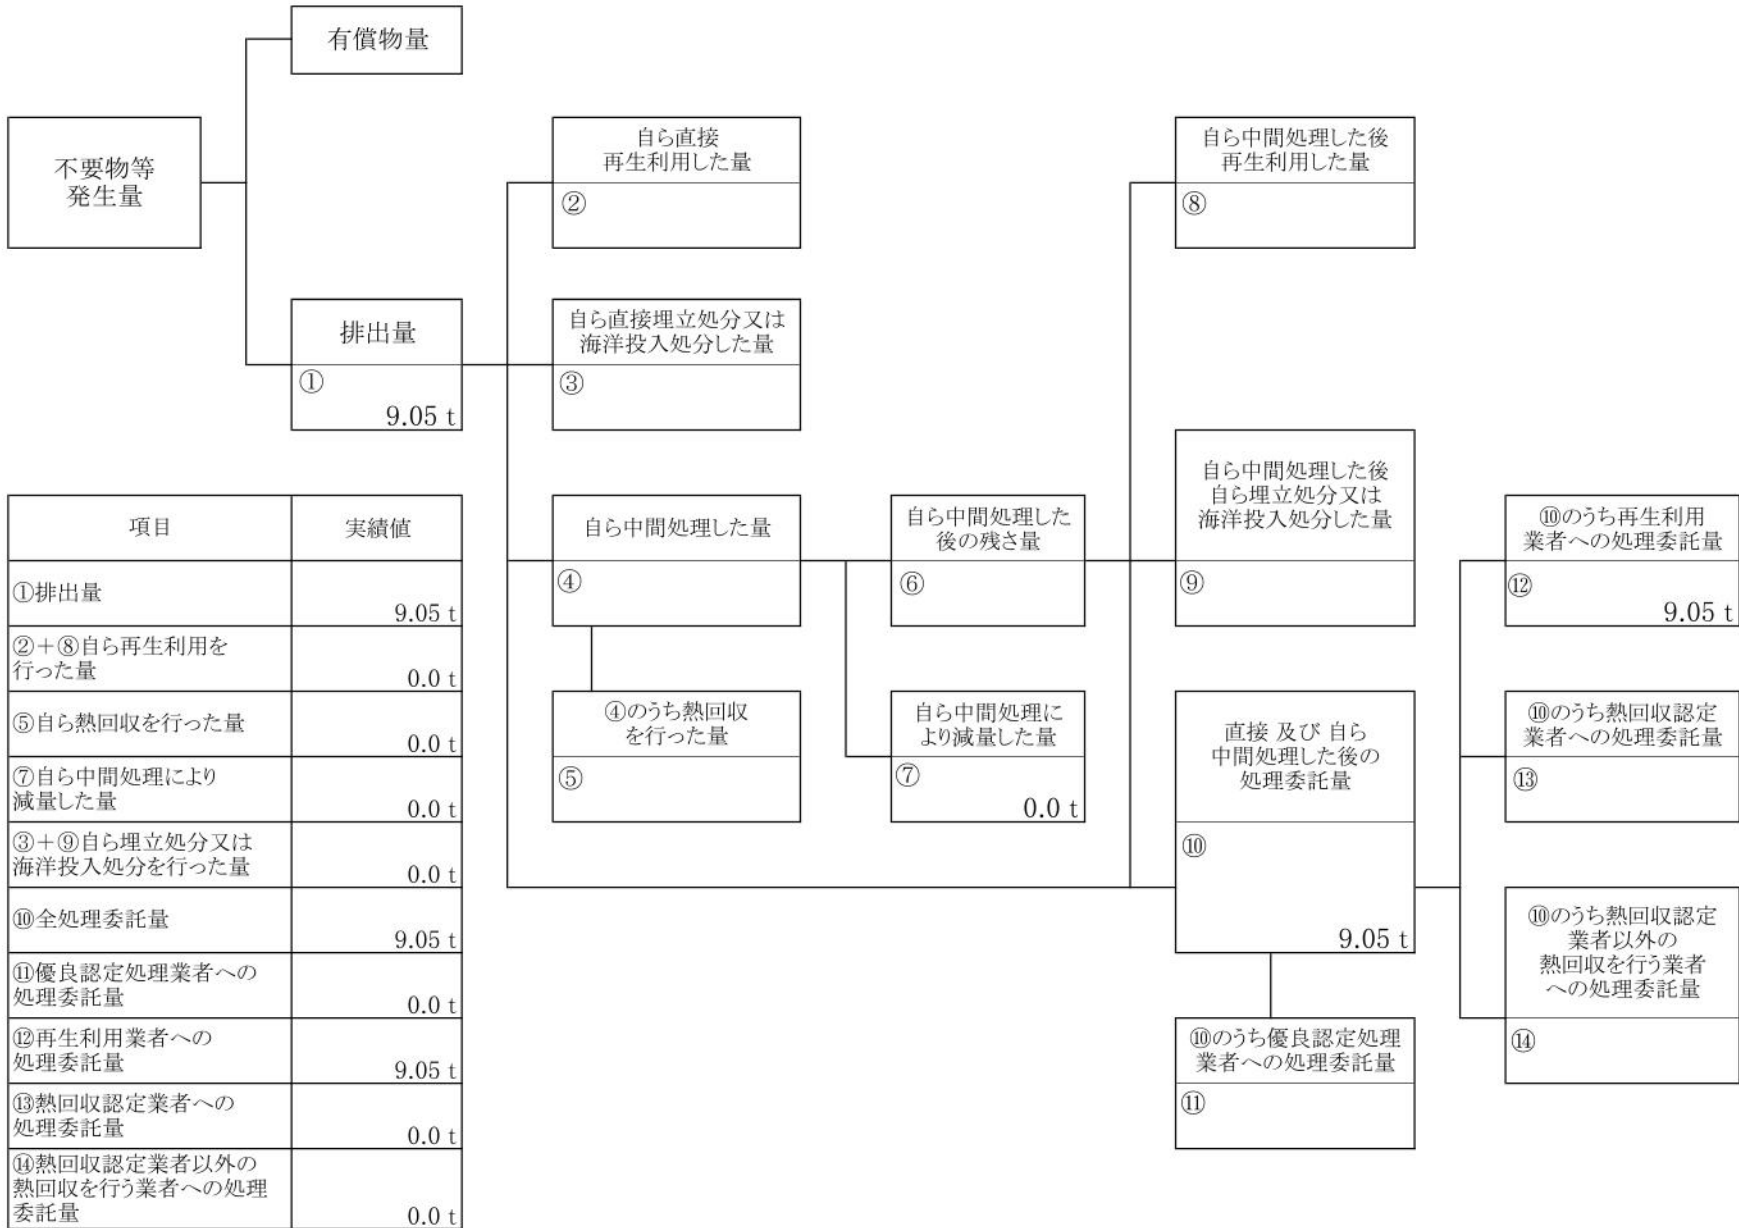 有償物量
不要物等
発生量
自ら直接
再生利用した量
②
自ら中間処理した後
再生利用した量
⑧
排出量
①
9.05 t
自ら直接埋立処分又は
海洋投入処分した量
③
自ら中間処理した量
④
自ら中間処理した
後の残さ量
⑥
自ら中間処理した後
自ら埋立処分又は
海洋投入処分した量
⑨
⑩のうち再生利用
業者への処理委託量
⑫
9.05 t
④のうち熱回収
を行った量
⑤
自ら中間処理に
より減量した量
⑦
0.0 t
直接 及び 自ら
中間処理した後の
処理委託量
⑩
9.05 t
⑩のうち熱回収認定
業者への処理委託量
⑬
⑩のうち熱回収認定
業者以外の
熱回収を行う業者
への処理委託量
⑭
⑩のうち優良認定処理
業者への処理委託量
⑪
項目 実績値
①排出量
9.05 t
②＋⑧自ら再生利用を
行った量
0.0 t
⑤自ら熱回収を行った量
0.0 t
⑦自ら中間処理により
減量した量
0.0 t
③＋⑨自ら埋立処分又は
海洋投入処分を行った量
0.0 t
⑩全処理委託量
9.05 t
⑪優良認定処理業者への
処理委託量
0.0 t
⑫再生利用業者への
処理委託量
9.05 t
⑬熱回収認定業者への
処理委託量
0.0 t
⑭熱回収認定業者以外の
熱回収を行う業者への処理
委託量
0.0 t